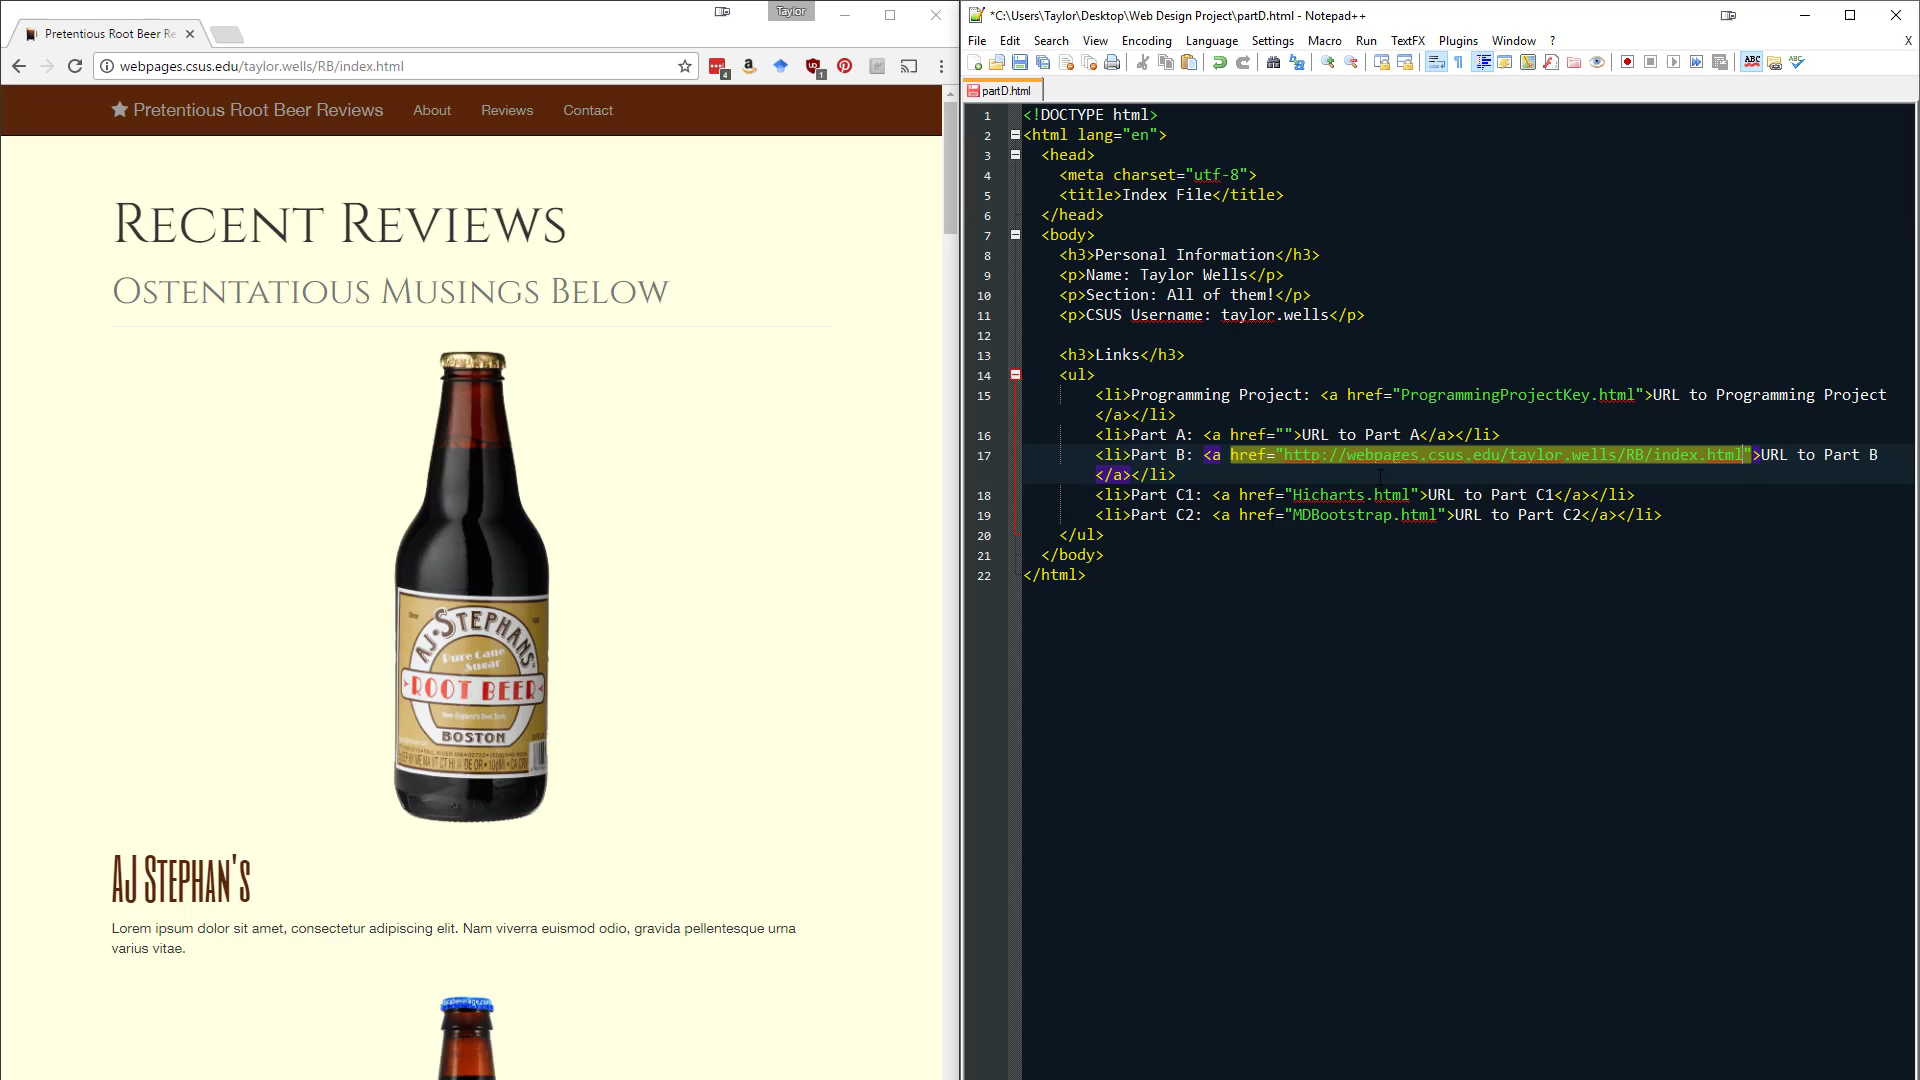 Taylor
Pretentious Root Beer Re
webpages.csus.edu/taylor.wells/RB/index.html
4
1
Pretentious Root Beer Reviews
About
Reviews
Contact
Recent Reviews
Ostentatious Musings Below
AJ·STEPHANS
Pure Cane
Sugar
ROOT BEER
BOSTON
AJ Stephan's
Lorem ipsum dolor sit amet, consectetur adipiscing elit. Nam viverra euismod odio, gravida pellentesque urna
varius vitae.
*C:\Users\Taylor\Desktop\Web Design Project\partD.html - Notepad++
File Edit Search View Encoding Language Settings Macro Run TextFX Plugins Window ? X
ABC
partD.html
1 <!DOCTYPE html>
2 <html lang="en">
3 <head>
4 <meta charset="utf-8">
5 <title>Index File</title>
6 </head>
7 <body>
8 <h3>Personal Information</h3>
9 <p>Name: Taylor Wells</p>
10 <p>Section: All of them!</p>
11 <p>CSUS Username: taylor.wells</p>
12
13 <h3>Links</h3>
14 <ul>
15 <li>Programming Project: <a href="ProgrammingProjectKey.html">URL to Programming Project
</a></li>
16 <li>Part A: <a href="">URL to Part A</a></li>
17 <li>Part B: <a href="http://webpages.csus.edu/taylor.wells/RB/index.html">URL to Part B
</a></li>
18 <li>Part C1: <a href="Hicharts.html">URL to Part C1</a></li>
19 <li>Part C2: <a href="MDBootstrap.html">URL to Part C2</a></li>
20 </ul>
21 </body>
22 </html>